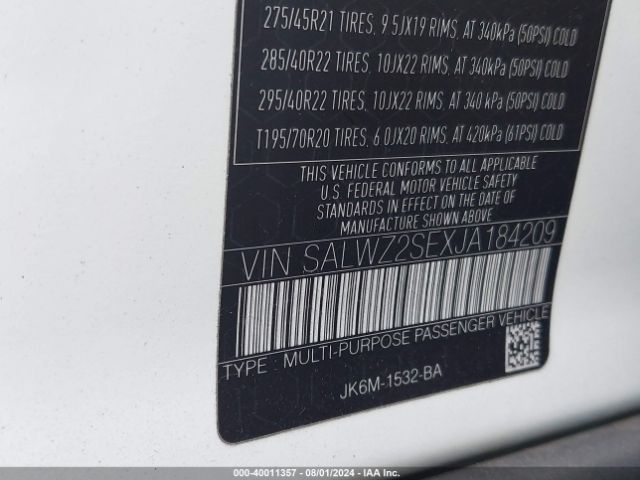 275/45R21 TIRES, 9.5JX19 RIMS, AT 340kPa (50PSI) COLD
285/40R22 TIRES, 10JX22 RIMS, AT 340kPa (50PSI) COLD
295/40R22 TIRES, 10JX22 RIMS, AT 340 kPa (50PSI) COLD
T195/70R20 TIRES, 6.0JX20 RIMS, AT 420kPa (61PSI) COLD
THIS VEHICLE CONFORMS TO ALL APPLICABLE
U.S. FEDERAL MOTOR VEHICLE SAFETY
STANDARDS IN EFFECT ON THE DATE OF
MANUFACTURE SHOWN ABOVE
VIN SALWZ2SEXJA184209
TYPE MULTI-PURPOSE PASSENGER VEHICLE
JK6M-1532-BA
000-40011357 • 08/01/2024 • IAAI.COM